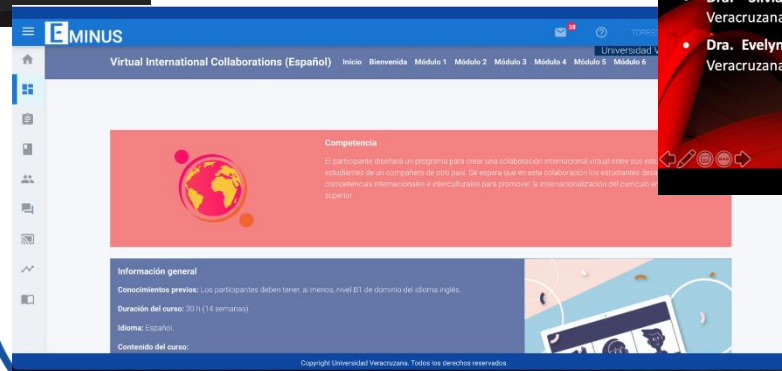 EMINUS
38
TORRES
Universidad V
Virtual International Collaborations (Español) Inicio Bienvenida Módulo 1 Módulo 2 Módulo 3 Módulo 4 Módulo 5 Módulo 6
Competencia
El participante diseñará un programa para crear una colaboración internacional virtual entre sus estu
estudiantes de un compañero de otro país. Se espera que en esta colaboración los estudiantes desa
competencias internacionales e interculturales para promover la internacionalización del currículo en
superior.
Información general
Conocimientos previos: Los participantes deben tener, al menos, nivel B1 de dominio del idioma inglés.
Duración del curso: 30 h (14 semanas).
Idioma: Español.
Contenido del curso:
Copyright Universidad Veracruzana. Todos los derechos reservados.
Dra. Silvia
Veracruzana
Dra. Evelyn
Veracruzana